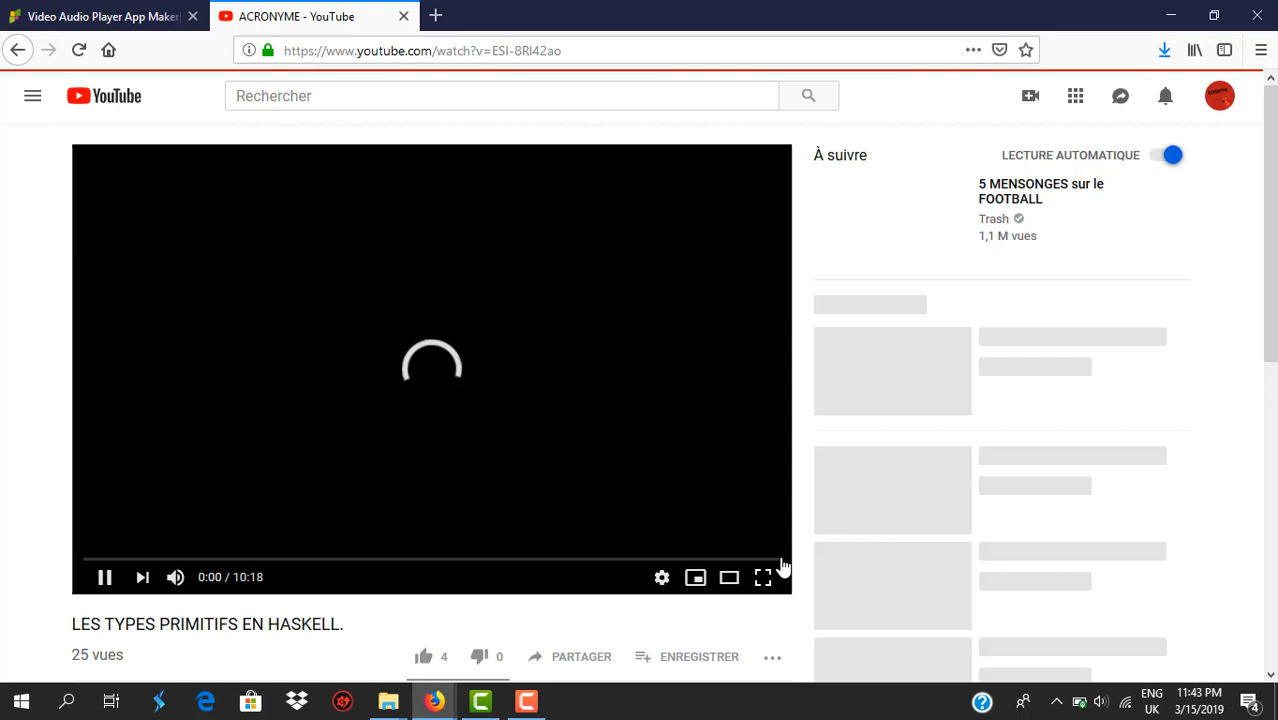 Video Audio Player App Maker|
ACRONYME - YouTube
https://www.youtube.com/watch?v=ESI-8RI42ao
YouTube
Rechercher
À suivre
LECTURE AUTOMATIQUE
5 MENSONGES sur le
FOOTBALL
Trash
1,1 M vues
0:00 / 10:18
LES TYPES PRIMITIFS EN HASKELL.
25 vues
4
0
PARTAGER
ENREGISTRER
ENG
UK
11:43 PM
3/15/2019
4